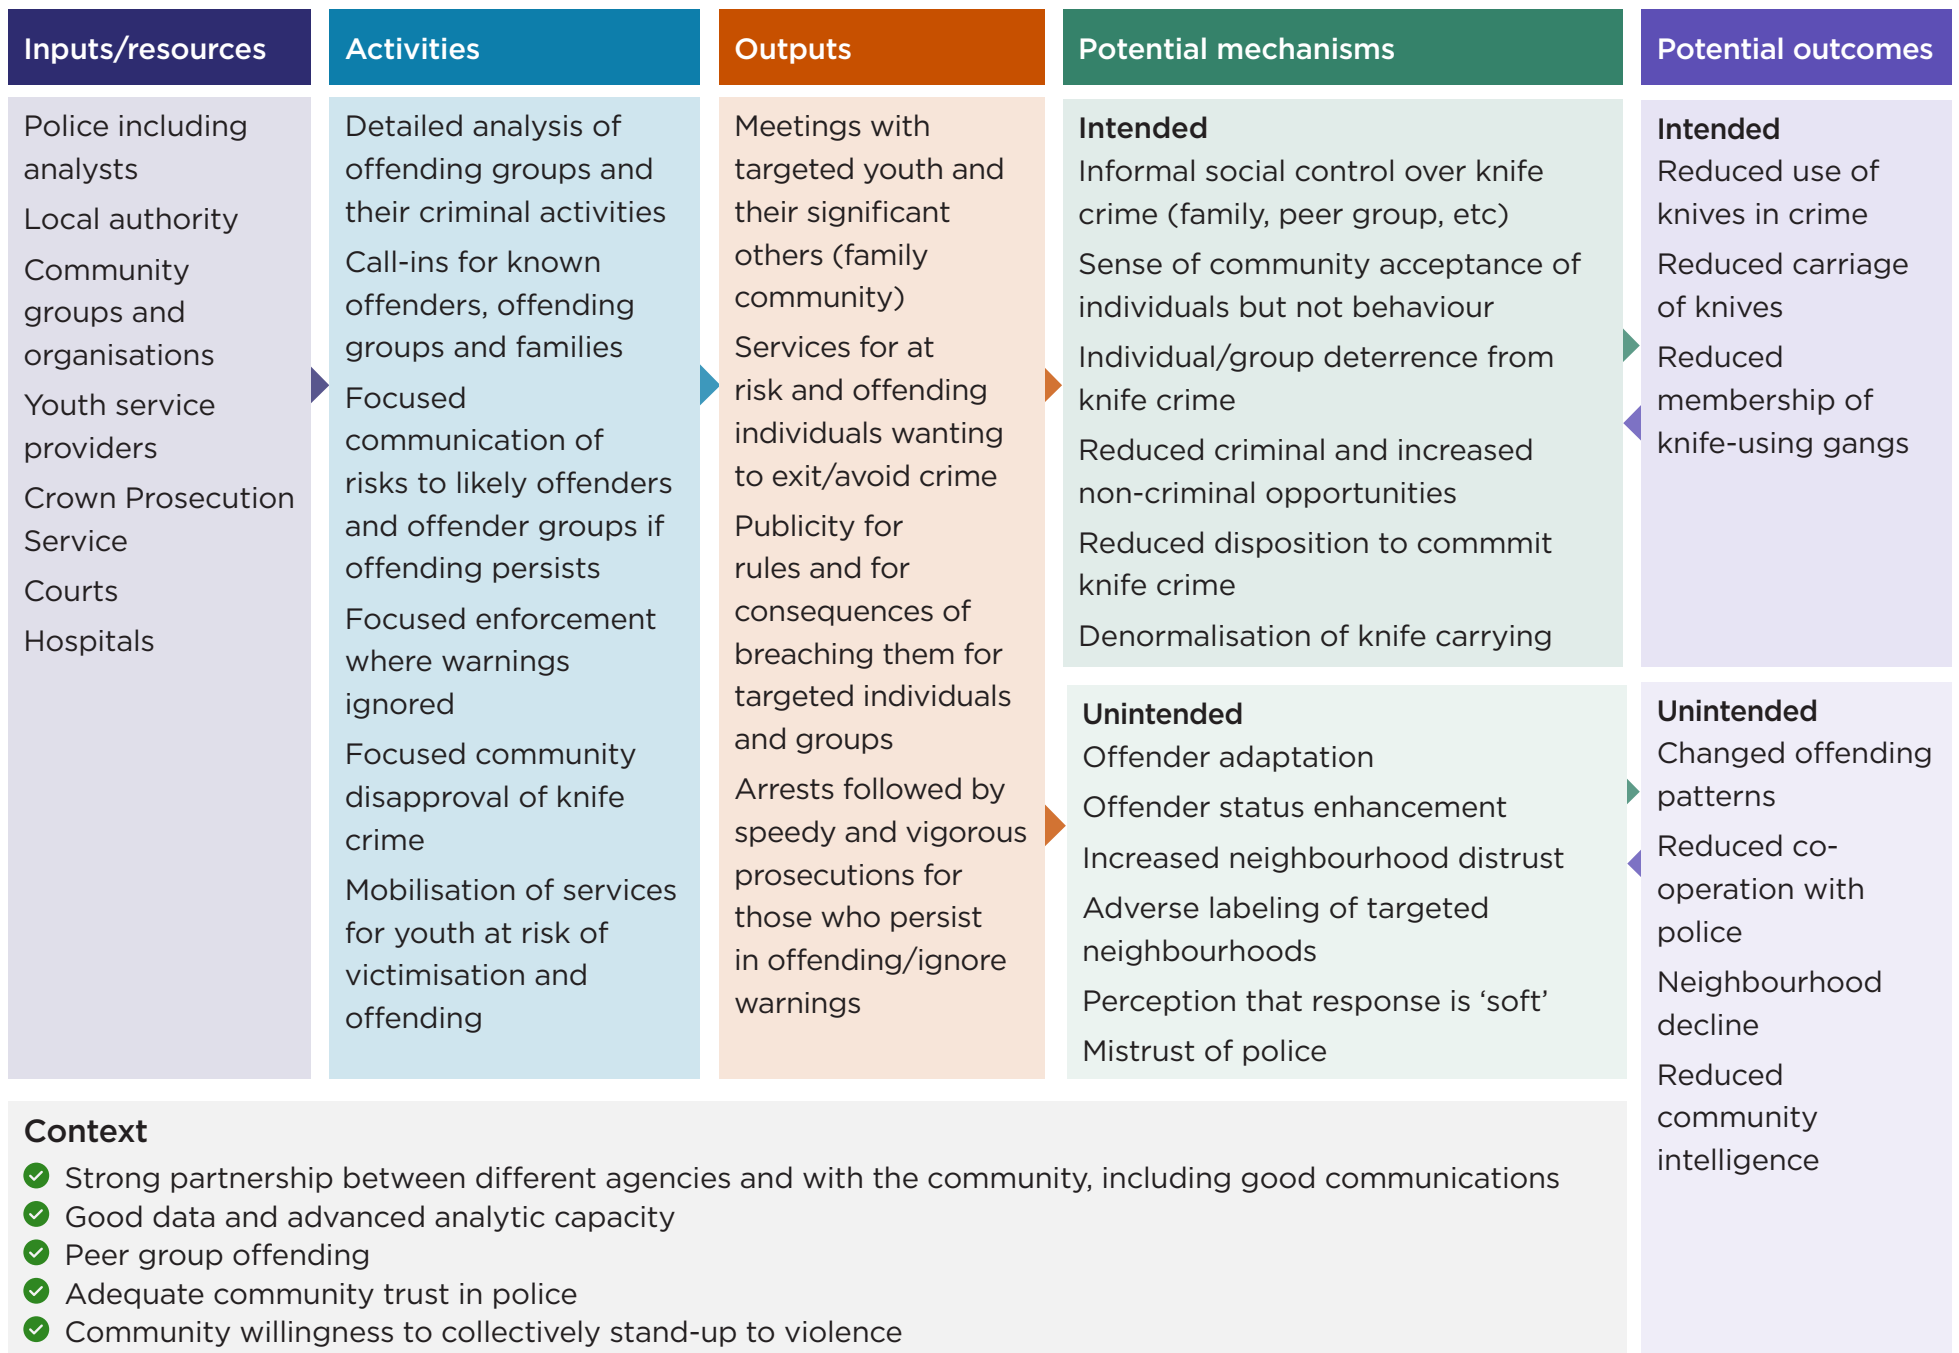 Inputs/resources
Police including
analysts
Local authority
Community
groups and
organisations
Youth service
providers
Crown Prosecution
Service
Courts
Hospitals
Activities
Detailed analysis of
offending groups and
their criminal activities
Call-ins for known
offenders, offending
groups and families
Focused
communication of
risks to likely offenders
and offender groups if
offending persists
Focused enforcement
where warnings
ignored
Focused community
disapproval of knife
crime
Mobilisation of services
for youth at risk of
victimisation and
offending
Outputs
Meetings with
targeted youth and
their significant
others (family
community)
Services for at
risk and offending
individuals wanting
to exit/avoid crime
Publicity for
rules and for
consequences of
breaching them for
targeted individuals
and groups
Arrests followed by
speedy and vigorous
prosecutions for
those who persist
in offending/ignore
warnings
Potential mechanisms
Intended
Informal social control over knife
crime (family, peer group, etc)
Sense of community acceptance of
individuals but not behaviour
Individual/group deterrence from
knife crime
Reduced criminal and increased
non-criminal opportunities
Reduced disposition to commmit
knife crime
Denormalisation of knife carrying
Unintended
Offender adaptation
Offender status enhancement
Increased neighbourhood distrust
Adverse labeling of targeted
neighbourhoods
Perception that response is ‘soft’
Mistrust of police
Potential outcomes
Intended
Reduced use of
knives in crime
Reduced carriage
of knives
Reduced
membership of
knife-using gangs
Unintended
Changed offending
patterns
Reduced co-
operation with
police
Neighbourhood
decline
Reduced
community
intelligence
Context
Strong partnership between different agencies and with the community, including good communications
Good data and advanced analytic capacity
Peer group offending
Adequate community trust in police
Community willingness to collectively stand-up to violence